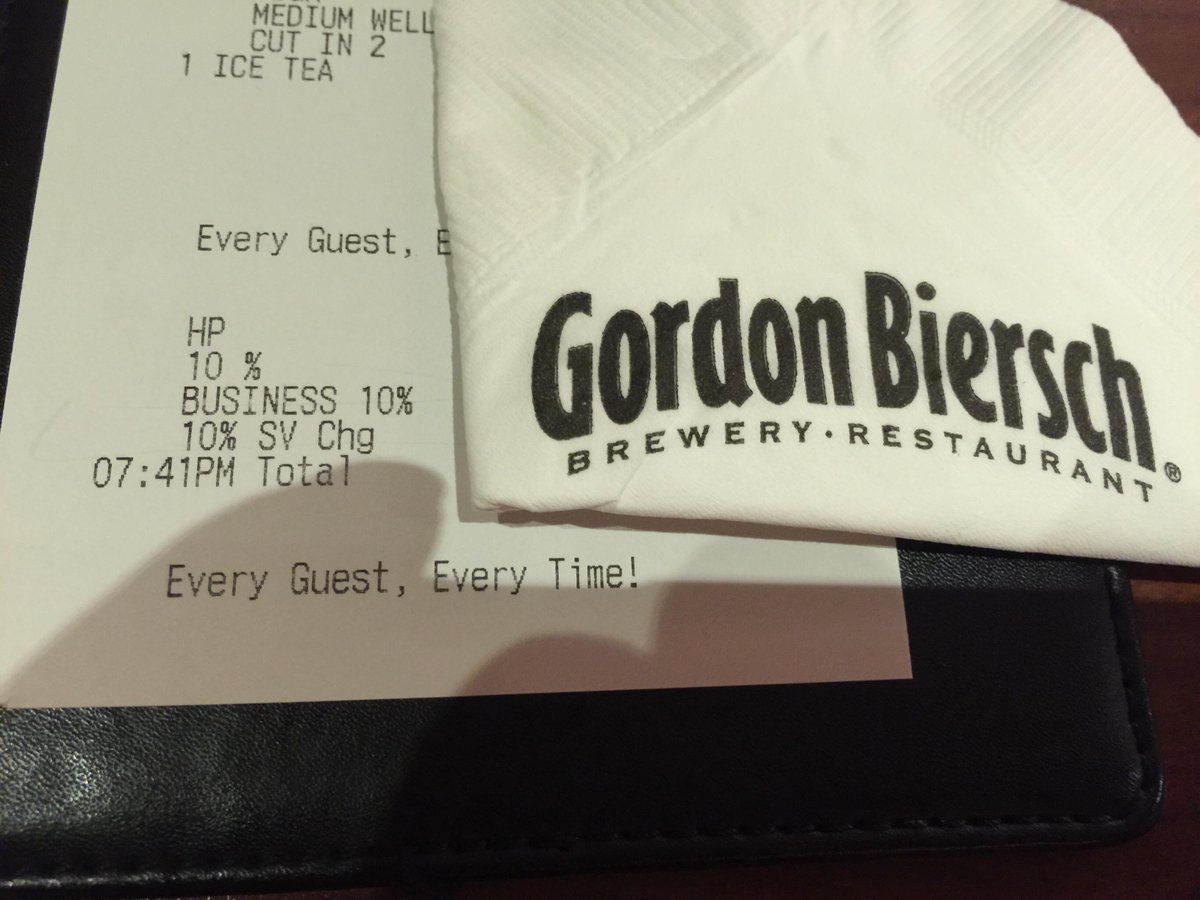 MEDIUM WELL
CUT IN 2
1 ICE TEA
Every Guest, E
HP
10 %
BUSINESS 10%
10% SV Chg
07:41PM Total
Every Guest, Every Time!
Gordon Biersch
BREWERY·RESTAURANT®